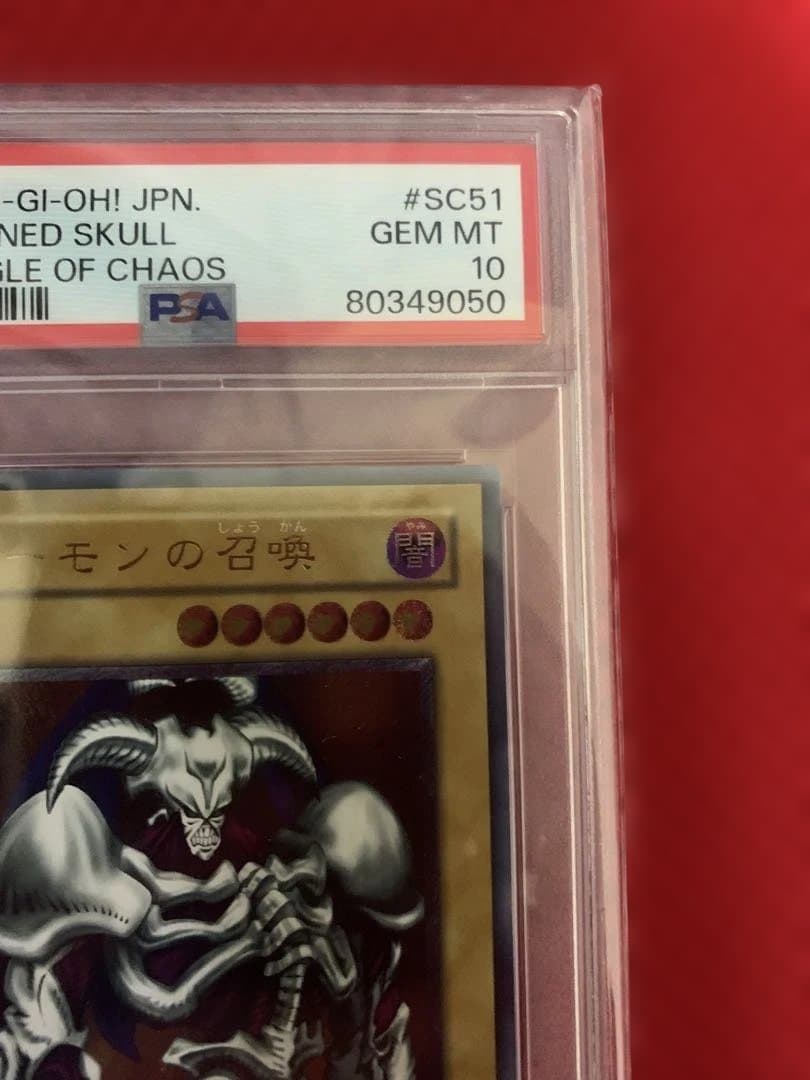 -GI-OH! JPN.
#SC51
NED SKULL
GEM MT
GLE OF CHAOS
10
PSA
80349050
しょう かん
ーモンの召喚
やみ
闇